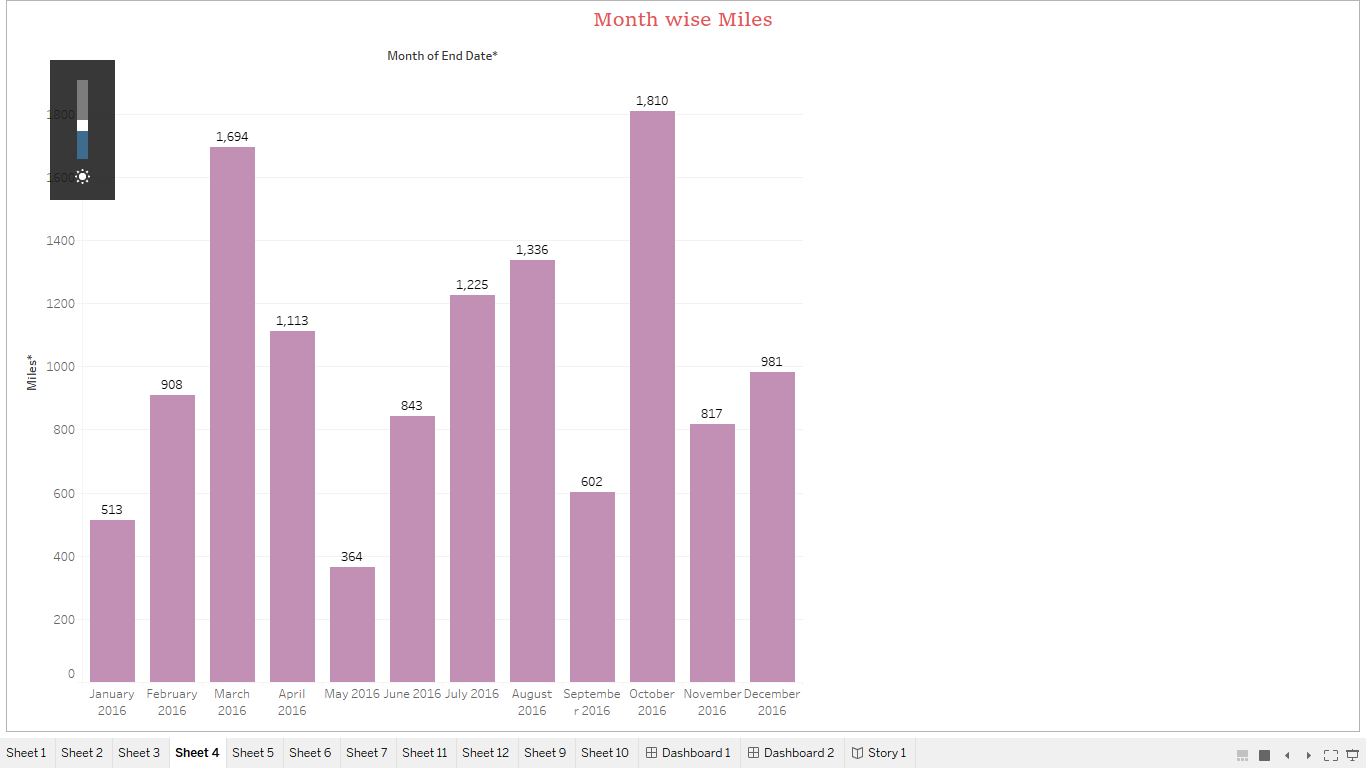 Month wise Miles
Month of End Date*
1800
1600
1400
1200
1000
800
600
400
200
0
Miles*
513
908
1,694
1,113
364
843
1,225
1,336
602
1,810
817
981
January
2016
February
2016
March
2016
April
2016
May 2016
June 2016
July 2016
August
2016
Septembe
r 2016
October
2016
November
2016
December
2016
Sheet 1 Sheet 2 Sheet 3 Sheet 4 Sheet 5 Sheet 6 Sheet 7 Sheet 11 Sheet 12 Sheet 9 Sheet 10 Dashboard 1 Dashboard 2 Story 1